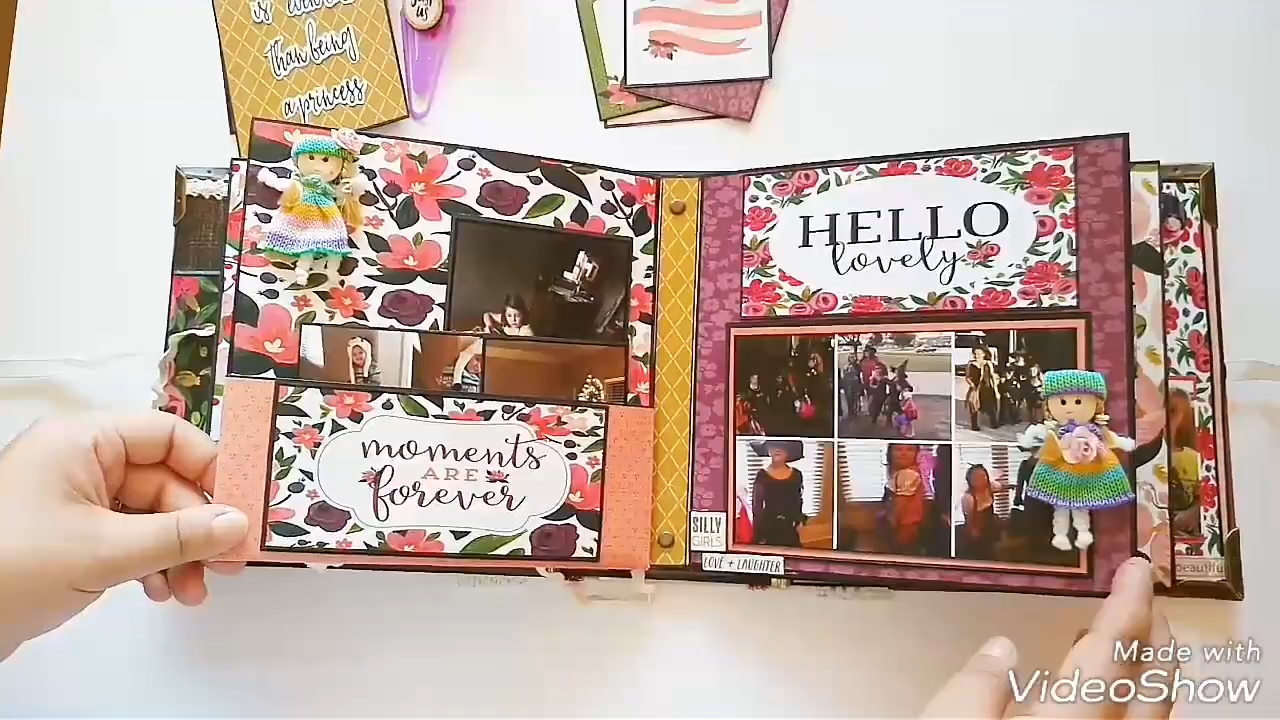 than being
a princess
HELLO
lovely
moments
ARE
forever
SILLY
GIRLS
LOVE + LAUGHTER
beautiful
Made with
VideoShow